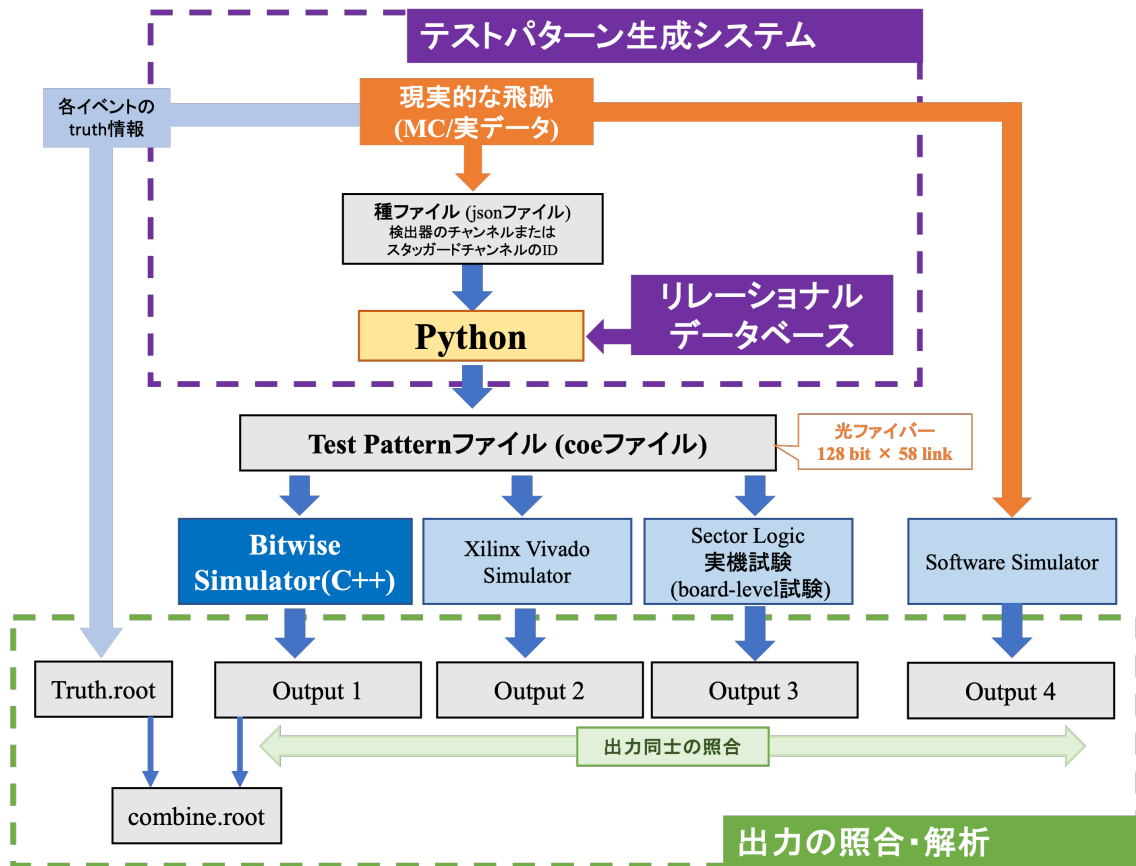 テストパターン生成システム
各イベントの
truth情報
現実的な飛跡
(MC/実データ)
種ファイル (jsonファイル)
検出器のチャンネルまたは
スタッガードチャンネルのID
リレーショナル
データベース
Python
Test Patternファイル (coeファイル)
光ファイバー
128 bit × 58 link
Bitwise
Simulator(C++)
Xilinx Vivado
Simulator
Sector Logic
実機試験
(board-level試験)
Software Simulator
Truth.root
Output 1
Output 2
Output 3
Output 4
出力同士の照合
combine.root
出力の照合・解析